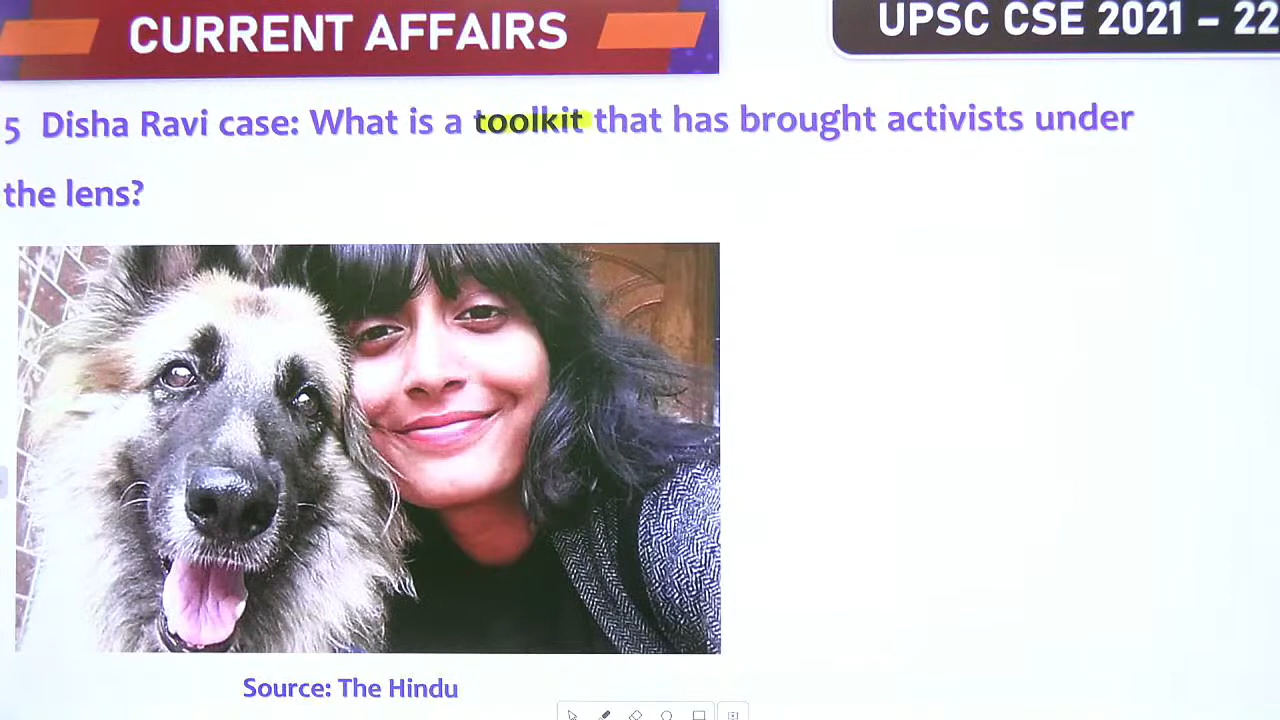 CURRENT AFFAIRS
UPSC CSE 2021 – 22
5 Disha Ravi case: What is a toolkit that has brought activists under
the lens?
Source: The Hindu